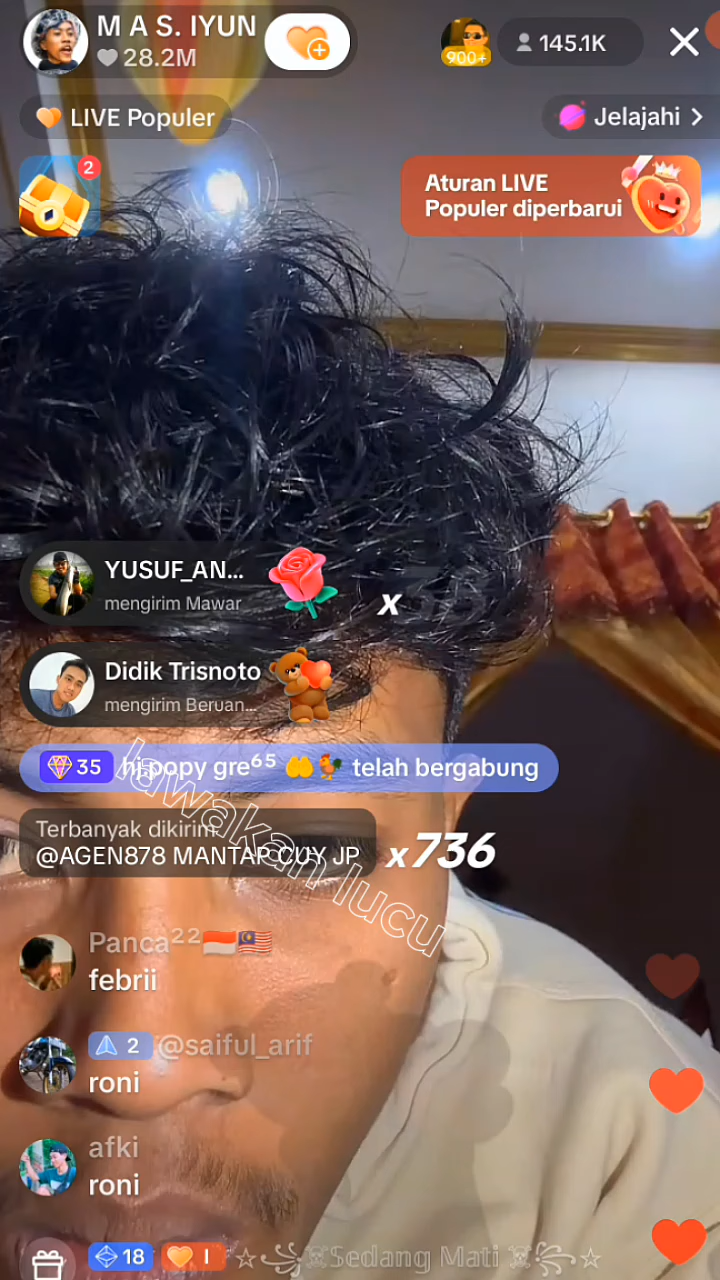 M A S. IYUN
28.2M
900+
145.1K
LIVE Populer
Jelajahi
2
Aturan LIVE
Populer diperbarui
YUSUF_AN...
mengirim Mawar
x
Didik Trisnoto
mengirim Beruan...
35 hi popy gre⁶⁵ telah bergabung
lawakan lucu
Terbanyak dikirim
@AGEN878 MANTAP CUY JP x736
Panca²²
febrii
2 @saiful_arif
roni
afki
roni
18 I Sedang Mati